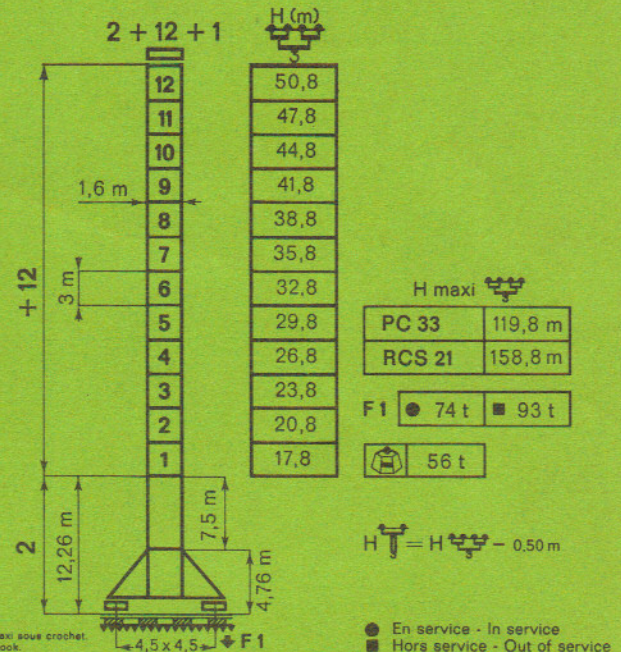 2 + 12 + 1
H (m)
12 50,8
11 47,8
10 44,8
9 41,8
8 38,8
7 35,8
6 32,8
5 29,8
4 26,8
3 23,8
2 20,8
1 17,8
1,6 m
3 m
+ 12
2
12,26 m
7,5 m
4,76 m
4,5 x 4,5
F 1
H maxi
PC 33 119,8 m
RCS 21 158,8 m
F 1 74 t 93 t
56 t
H = H - 0,50 m
axi sous crochet.
ook.
En service - In service
Hors service - Out of service